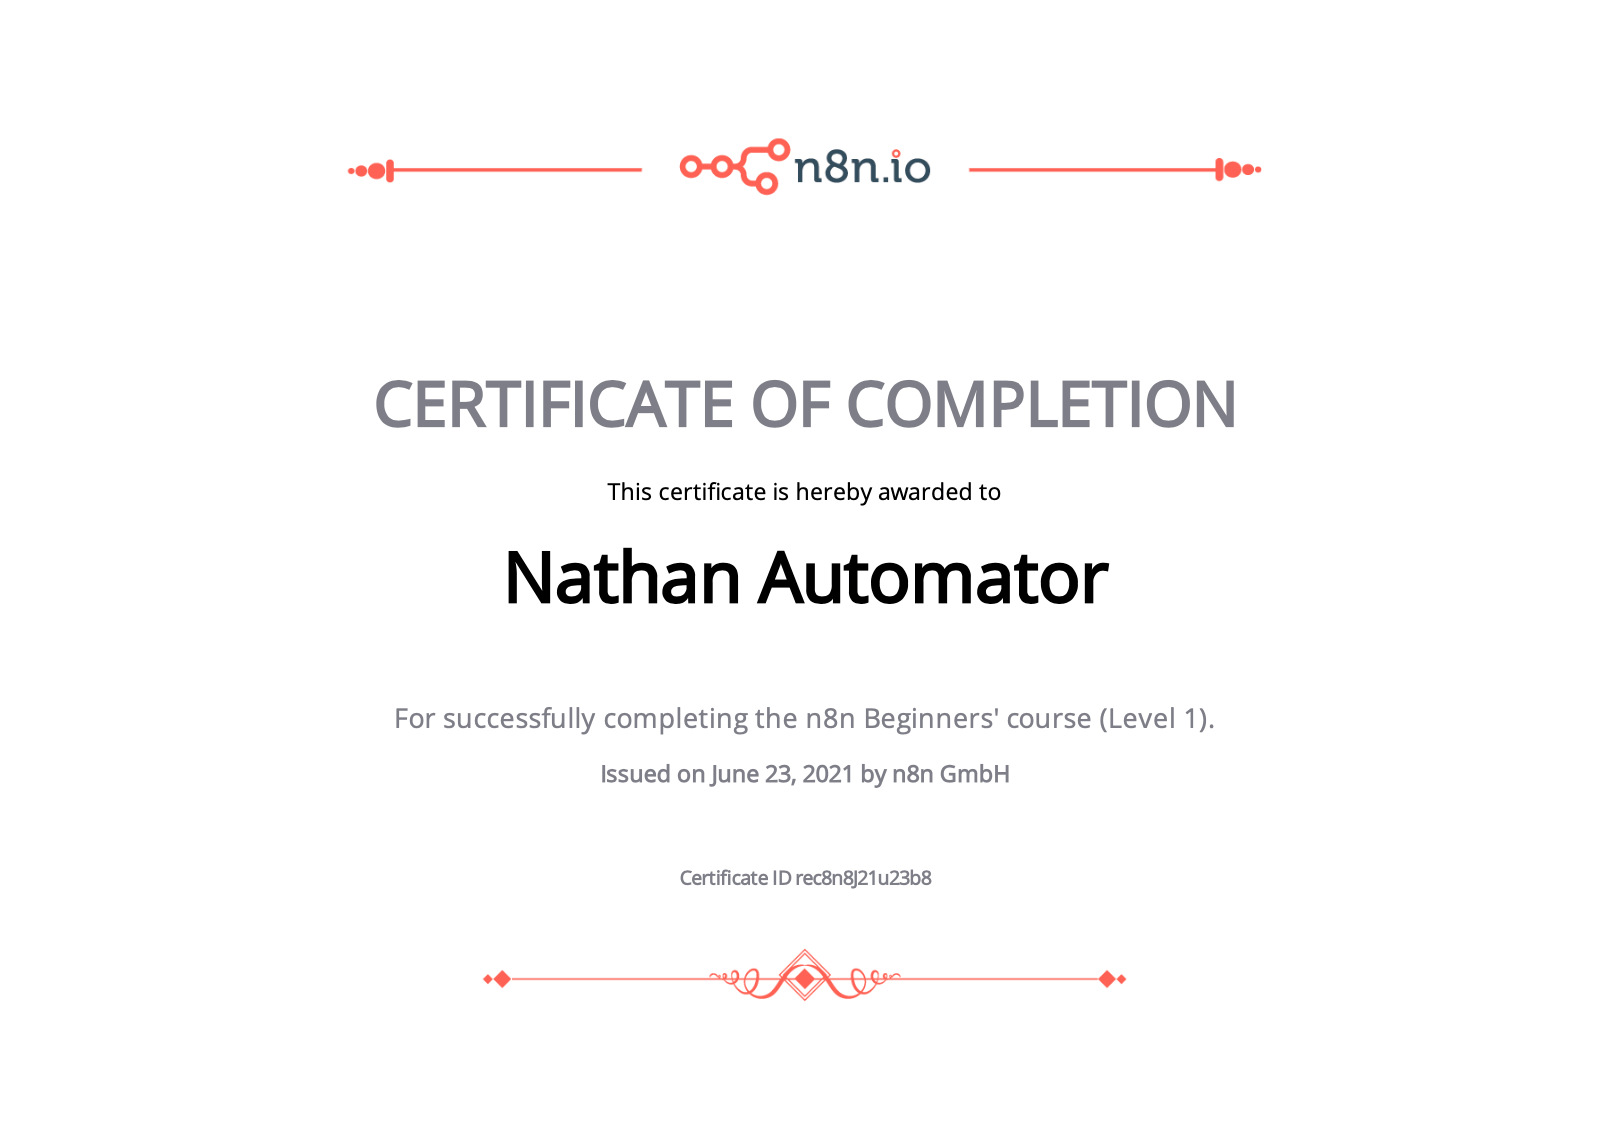 n8n.io
CERTIFICATE OF COMPLETION
This certificate is hereby awarded to
Nathan Automator
For successfully completing the n8n Beginners' course (Level 1).
Issued on June 23, 2021 by n8n GmbH
Certificate ID rec8n8J21u23b8